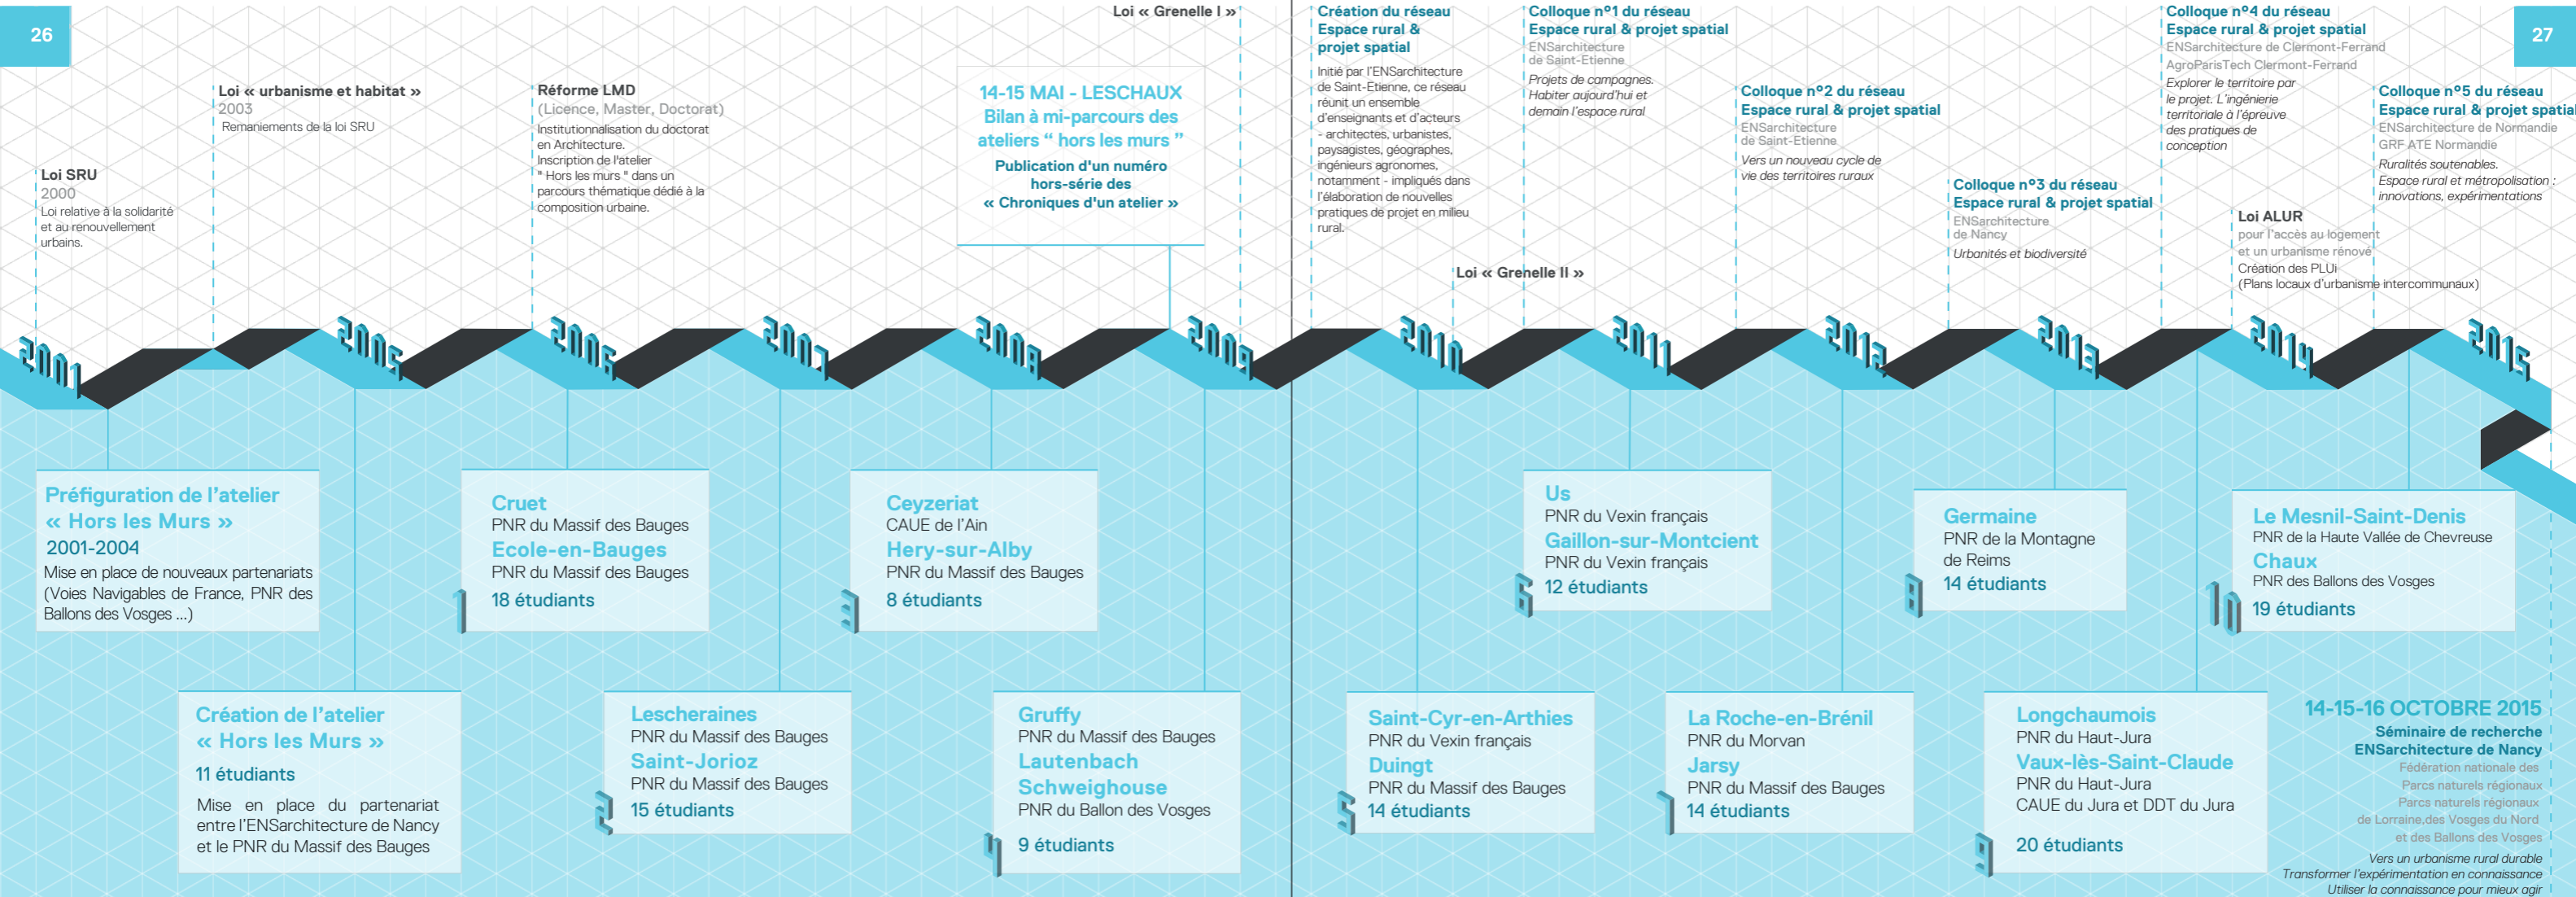 26
Loi SRU
2000
Loi relative à la solidarité
et au renouvellement
urbains.
Loi « urbanisme et habitat »
2003
Remaniements de la loi SRU
Réforme LMD
(Licence, Master, Doctorat)
Institutionnalisation du doctorat
en Architecture.
Inscription de l'atelier
" Hors les murs " dans un
parcours thématique dédié à la
composition urbaine.
14-15 MAI - LESCHAUX
Bilan à mi-parcours des
ateliers “ hors les murs ”
Publication d'un numéro
hors-série des
« Chroniques d'un atelier »
Loi « Grenelle I »
Création du réseau
Espace rural &
projet spatial
Initié par l’ENSarchitecture
de Saint-Etienne, ce réseau
réunit un ensemble
d’enseignants et d’acteurs
- architectes, urbanistes,
paysagistes, géographes,
ingénieurs agronomes,
notamment - impliqués dans
l’élaboration de nouvelles
pratiques de projet en milieu
rural.
Loi « Grenelle II »
Colloque n°1 du réseau
Espace rural & projet spatial
ENSarchitecture
de Saint-Etienne
Projets de campagnes.
Habiter aujourd’hui et
demain l’espace rural
Colloque n°2 du réseau
Espace rural & projet spatial
ENSarchitecture
de Saint-Etienne
Vers un nouveau cycle de
vie des territoires ruraux
Colloque n°3 du réseau
Espace rural & projet spatial
ENSarchitecture
de Nancy
Urbanités et biodiversité
Colloque n°4 du réseau
Espace rural & projet spatial
ENSarchitecture de Clermont-Ferrand
AgroParisTech Clermont-Ferrand
Explorer le territoire par
le projet. L’ingénierie
territoriale à l’épreuve
des pratiques de
conception
Loi ALUR
pour l’accès au logement
et un urbanisme rénové
Création des PLUi
(Plans locaux d’urbanisme intercommunaux)
27
Colloque n°5 du réseau
Espace rural & projet spatial
ENSarchitecture de Normandie
GRF ATE Normandie
Ruralités soutenables.
Espace rural et métropolisation :
innovations, expérimentations
2001
2005
2006
2007
2008
2009
2010
2011
2012
2013
2014
2015
Préfiguration de l’atelier
« Hors les Murs »
2001-2004
Mise en place de nouveaux partenariats
(Voies Navigables de France, PNR des
Ballons des Vosges ...)
Création de l’atelier
« Hors les Murs »
11 étudiants
Mise en place du partenariat
entre l’ENSarchitecture de Nancy
et le PNR du Massif des Bauges
1
Cruet
PNR du Massif des Bauges
Ecole-en-Bauges
PNR du Massif des Bauges
18 étudiants
2
Lescheraines
PNR du Massif des Bauges
Saint-Jorioz
PNR du Massif des Bauges
15 étudiants
3
Ceyzeriat
CAUE de l’Ain
Hery-sur-Alby
PNR du Massif des Bauges
8 étudiants
4
Gruffy
PNR du Massif des Bauges
Lautenbach
Schweighouse
PNR du Ballon des Vosges
9 étudiants
5
Saint-Cyr-en-Arthies
PNR du Vexin français
Duingt
PNR du Massif des Bauges
14 étudiants
6
Us
PNR du Vexin français
Gaillon-sur-Montcient
PNR du Vexin français
12 étudiants
7
La Roche-en-Brénil
PNR du Morvan
Jarsy
PNR du Massif des Bauges
14 étudiants
8
Germaine
PNR de la Montagne
de Reims
14 étudiants
9
Longchaumois
PNR du Haut-Jura
Vaux-lès-Saint-Claude
PNR du Haut-Jura
CAUE du Jura et DDT du Jura
20 étudiants
10
Le Mesnil-Saint-Denis
PNR de la Haute Vallée de Chevreuse
Chaux
PNR des Ballons des Vosges
19 étudiants
14-15-16 OCTOBRE 2015
Séminaire de recherche
ENSarchitecture de Nancy
Fédération nationale des
Parcs naturels régionaux
Parcs naturels régionaux
de Lorraine,des Vosges du Nord
et des Ballons des Vosges
Vers un urbanisme rural durable
Transformer l’expérimentation en connaissance
Utiliser la connaissance pour mieux agir